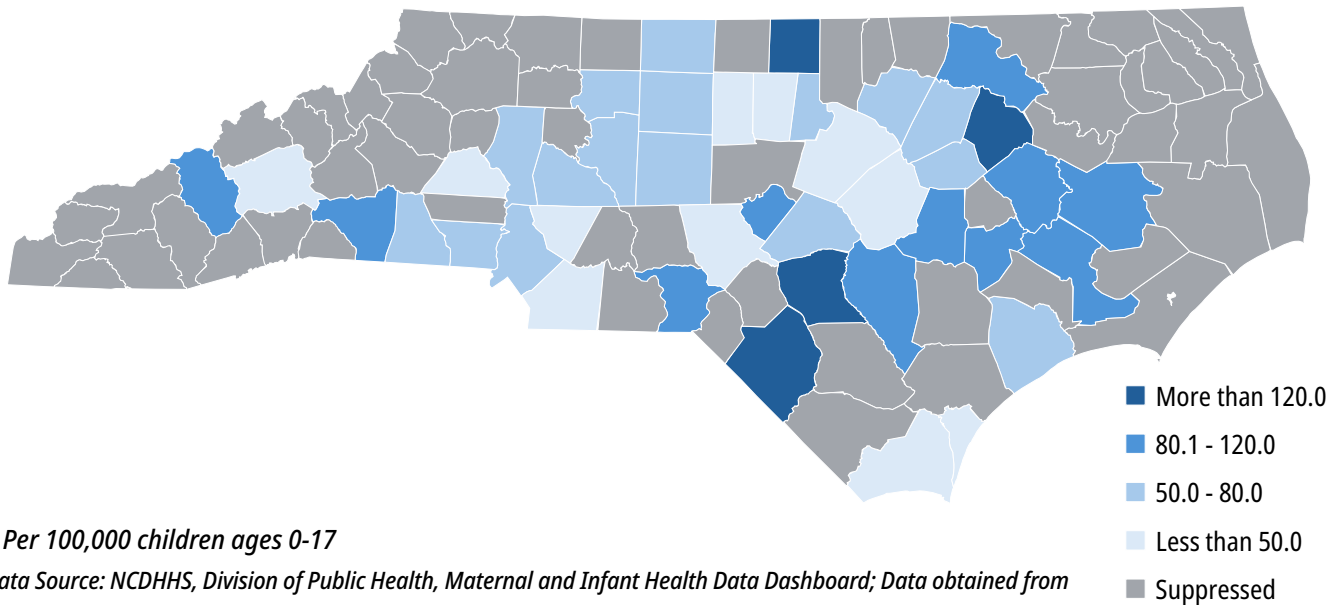 More than 120.0
80.1 - 120.0
50.0 - 80.0
Less than 50.0
Suppressed
Per 100,000 children ages 0-17
ata Source: NCDHHS, Division of Public Health, Maternal and Infant Health Data Dashboard; Data obtained from